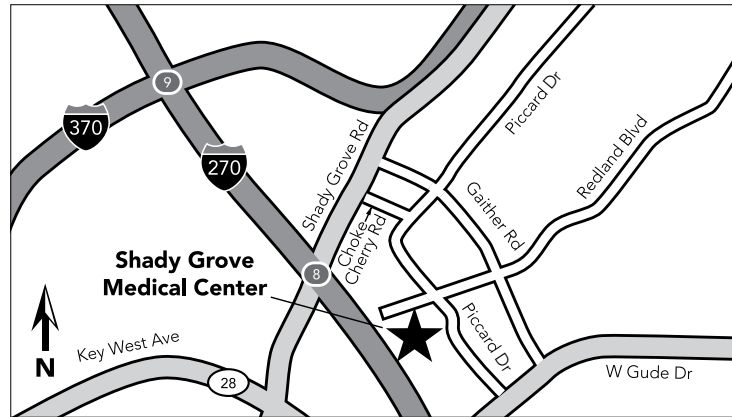 9
370
270
Shady Grove Rd
Piccard Dr
Redland Blvd
Gaither Rd
Choke
Cherry Rd
Shady Grove
Medical Center
8
N
Key West Ave
28
Piccard Dr
W Gude Dr